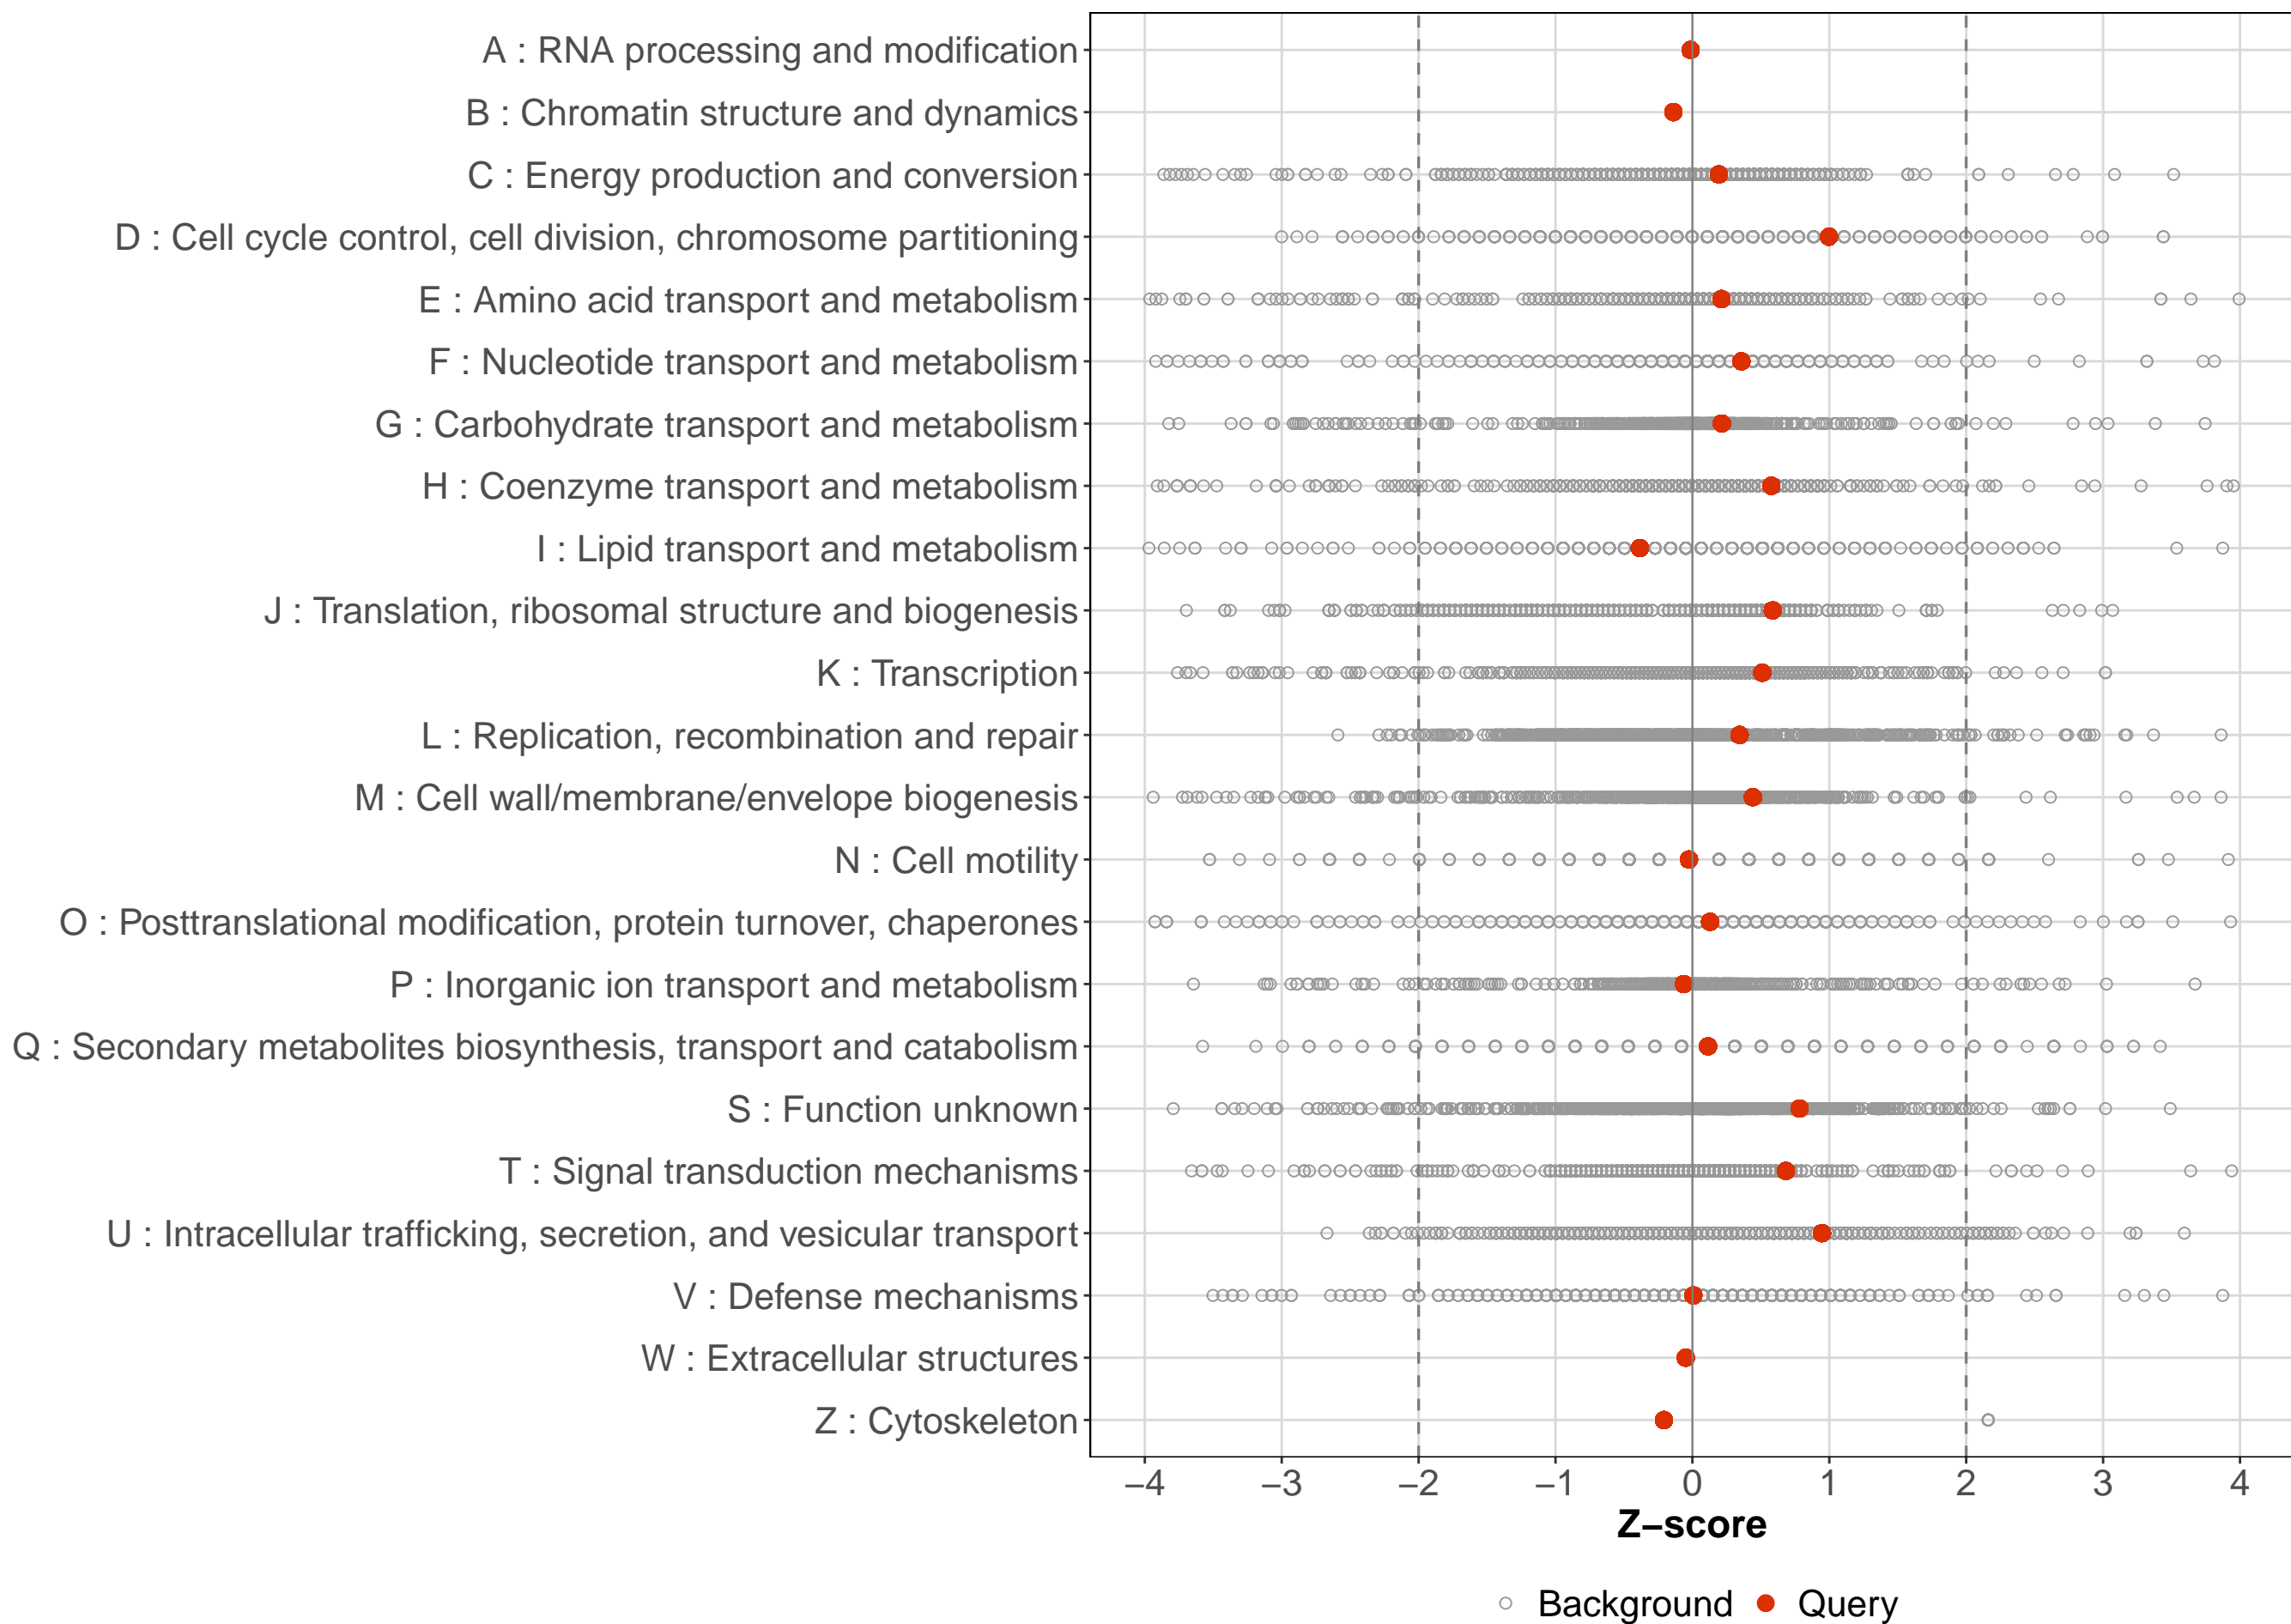 A : RNA processing and modification
B : Chromatin structure and dynamics
C : Energy production and conversion
D : Cell cycle control, cell division, chromosome partitioning
E : Amino acid transport and metabolism
F : Nucleotide transport and metabolism
G : Carbohydrate transport and metabolism
H : Coenzyme transport and metabolism
I : Lipid transport and metabolism
J : Translation, ribosomal structure and biogenesis
K : Transcription
L : Replication, recombination and repair
M : Cell wall/membrane/envelope biogenesis
N : Cell motility
O : Posttranslational modification, protein turnover, chaperones
P : Inorganic ion transport and metabolism
Q : Secondary metabolites biosynthesis, transport and catabolism
S : Function unknown
T : Signal transduction mechanisms
U : Intracellular trafficking, secretion, and vesicular transport
V : Defense mechanisms
W : Extracellular structures
Z : Cytoskeleton
−4 −3 −2 −1 0 1 2 3 4
Z−score
Background Query